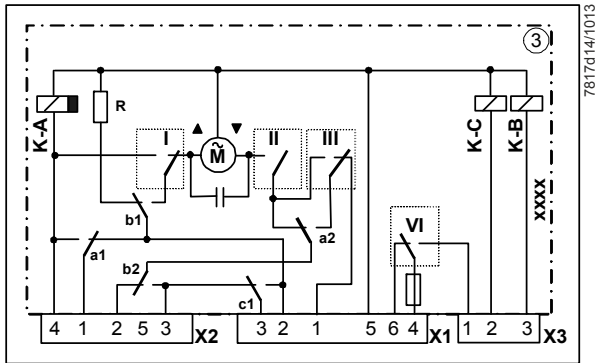 3
7817d14/1013
K-A
R
I
M
~
II
III
K-C
K-B
xxxx
b1
a1
a2
b2
c1
VI
4 1 2 5 3 X2 3 2 1 5 6 4 X1 1 2 3 X3